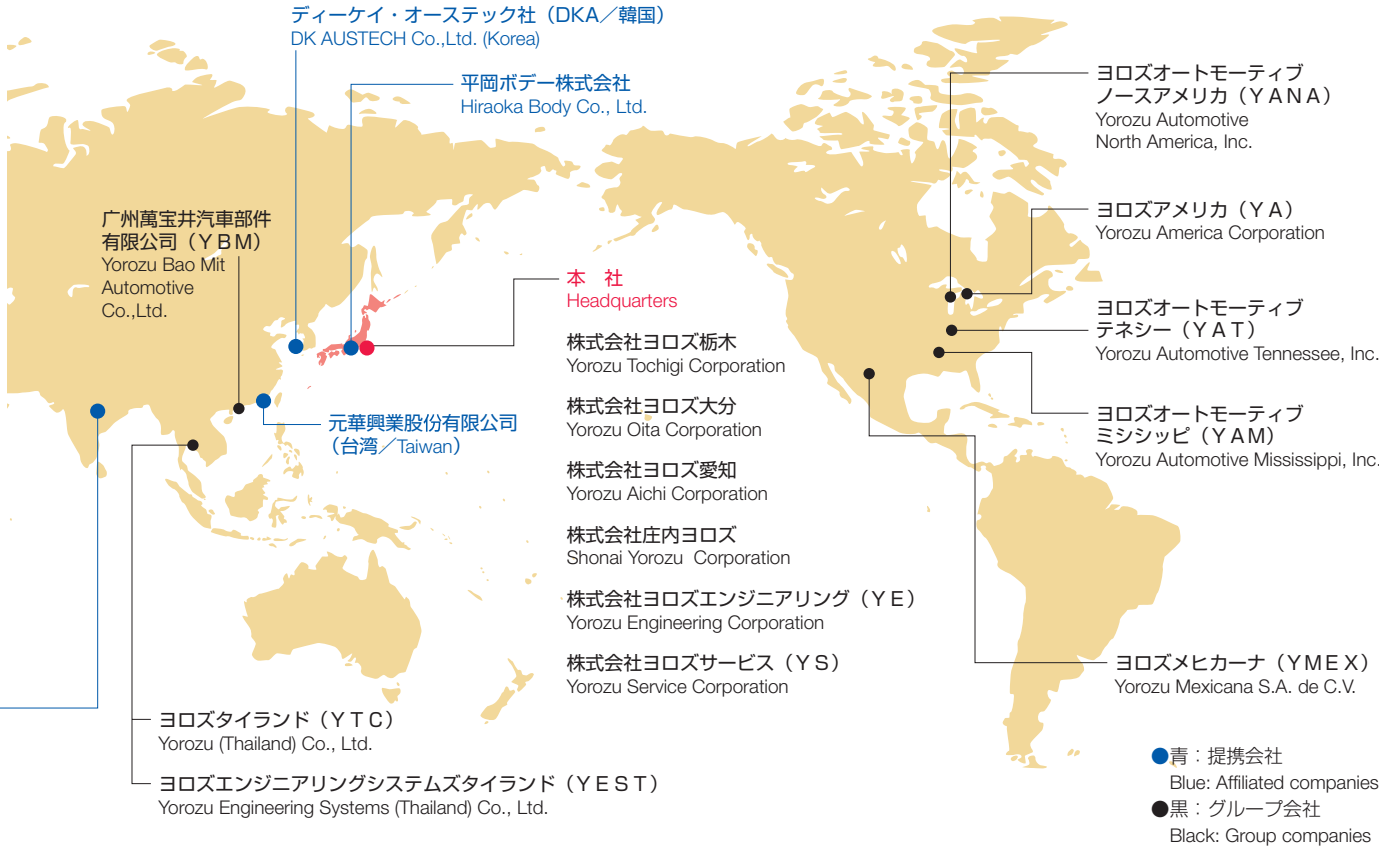 ディーケイ・オーステック社（DKA／韓国）
DK AUSTECH Co.,Ltd. (Korea)
平岡ボデー株式会社
Hiraoka Body Co., Ltd.
广州萬宝井汽車部件
有限公司（ＹＢＭ）
Yorozu Bao Mit
Automotive
Co.,Ltd.
元華興業股份有限公司
（台湾／Taiwan）
ヨロズタイランド（ＹＴＣ）
Yorozu (Thailand) Co., Ltd.
ヨロズエンジニアリングシステムズタイランド（ＹＥＳＴ）
Yorozu Engineering Systems (Thailand) Co., Ltd.
本　社
Headquarters
株式会社ヨロズ栃木
Yorozu Tochigi Corporation
株式会社ヨロズ大分
Yorozu Oita Corporation
株式会社ヨロズ愛知
Yorozu Aichi Corporation
株式会社庄内ヨロズ
Shonai Yorozu Corporation
株式会社ヨロズエンジニアリング（ＹＥ）
Yorozu Engineering Corporation
株式会社ヨロズサービス（ＹＳ）
Yorozu Service Corporation
ヨロズオートモーティブ
ノースアメリカ（ＹＡＮＡ）
Yorozu Automotive
North America, Inc.
ヨロズアメリカ（ＹＡ）
Yorozu America Corporation
ヨロズオートモーティブ
テネシー（ＹＡＴ）
Yorozu Automotive Tennessee, Inc.
ヨロズオートモーティブ
ミシシッピ（ＹＡＭ）
Yorozu Automotive Mississippi, Inc.
ヨロズメヒカーナ（ＹＭＥＸ）
Yorozu Mexicana S.A. de C.V.
●青：提携会社
Blue: Affiliated companies
●黒：グループ会社
Black: Group companies